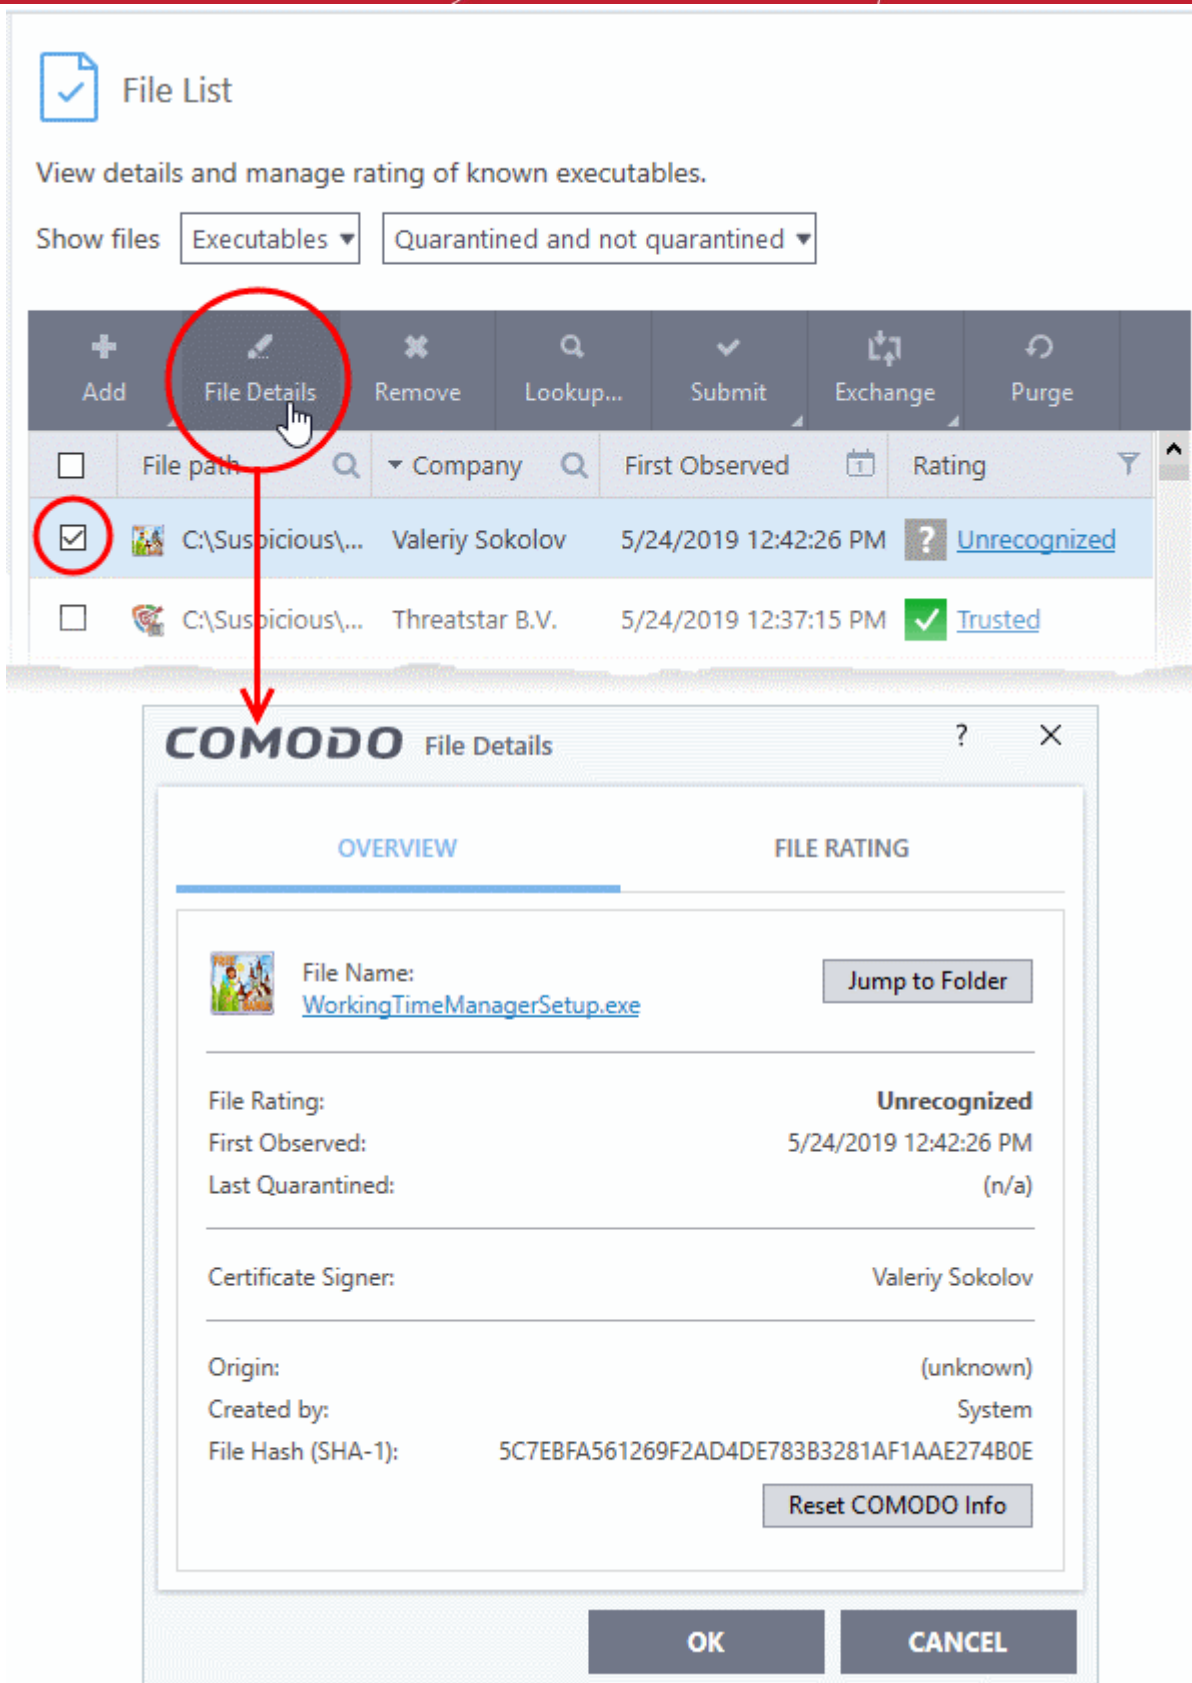 File List
View details and manage rating of known executables.
Show files Executables Quarantined and not quarantined
Add File Details Remove Lookup... Submit Exchange Purge
File path Company First Observed 1 Rating
C:\Suspicious\... Valeriy Sokolov 5/24/2019 12:42:26 PM ? Unrecognized
C:\Suspicious\... Threatstar B.V. 5/24/2019 12:37:15 PM Trusted
COMODO File Details ?
OVERVIEW FILE RATING
File Name: Jump to Folder
WorkingTimeManagerSetup.exe
File Rating: Unrecognized
First Observed: 5/24/2019 12:42:26 PM
Last Quarantined: (n/a)
Certificate Signer: Valeriy Sokolov
Origin: (unknown)
Created by: System
File Hash (SHA-1): 5C7EBFA561269F2AD4DE783B3281AF1AAE274B0E
Reset COMODO Info
OK CANCEL